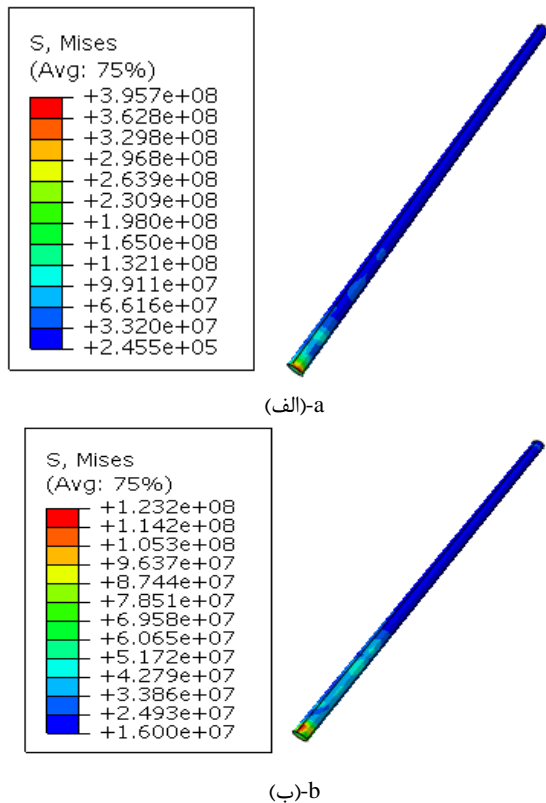 S, Mises
(Avg: 75%)
+3.957e+08
+3.628e+08
+3.298e+08
+2.968e+08
+2.639e+08
+2.309e+08
+1.980e+08
+1.650e+08
+1.321e+08
+9.911e+07
+6.616e+07
+3.320e+07
+2.455e+05
(الف)-a
S, Mises
(Avg: 75%)
+1.232e+08
+1.142e+08
+1.053e+08
+9.637e+07
+8.744e+07
+7.851e+07
+6.958e+07
+6.065e+07
+5.172e+07
+4.279e+07
+3.386e+07
+2.493e+07
+1.600e+07
(ب)-b